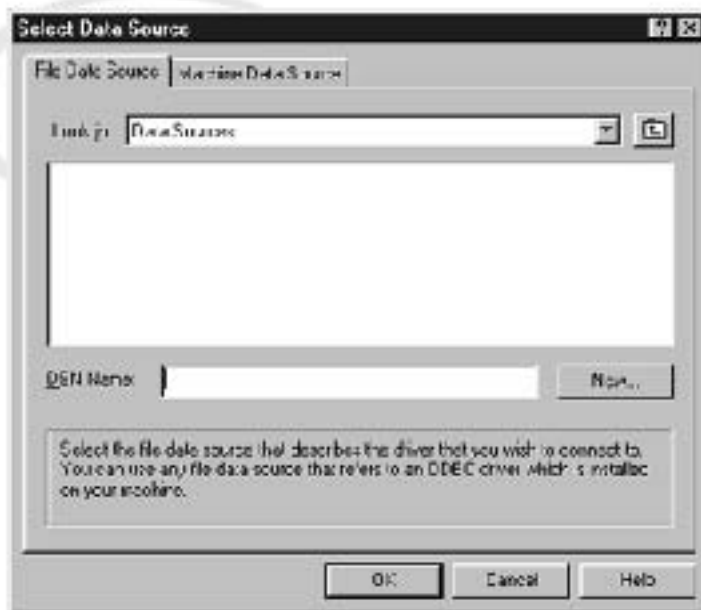 Select Data Source
File Data Source
Machine Data Source
Look in: Data Sources
DSN Name:
New...
Select the file data source that describes the driver that you wish to connect to.
You can use any file data source that refers to an ODBC driver which is installed
on your machine.
OK
Cancel
Help